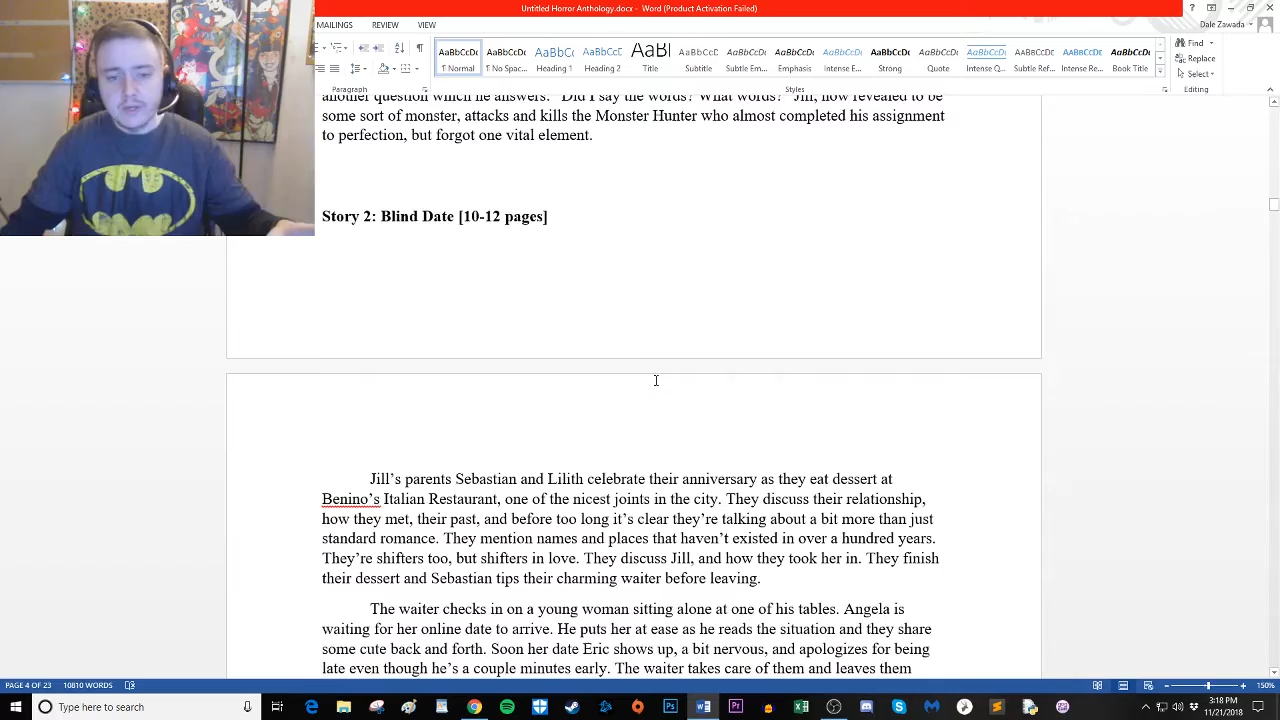 Untitled Horror Anthology.docx - Word (Product Activation Failed)
MAILINGS REVIEW VIEW
Dale Zawada
AaBbCcDc AaBbCcDc AaBbCc AaBbCcE AaBl AaBbCcD AaBbCcDc AaBbCcDc AaBbCcDc AaBbCcDc AaBbCcDc AaBbCcDc AaBbCcDc AaBbCcDc AaBbCcDc
¶ Normal ¶ No Spac... Heading 1 Heading 2 Title Subtitle Subtle Em... Emphasis Intense E... Strong Quote Intense Q... Subtle Ref... Intense Re... Book Title
Find
Replace
Select
Paragraph Styles Editing
another question which he answers. "Did I say the words? What words?" Jill, now revealed to be
some sort of monster, attacks and kills the Monster Hunter who almost completed his assignment
to perfection, but forgot one vital element.
Story 2: Blind Date [10-12 pages]
Jill's parents Sebastian and Lilith celebrate their anniversary as they eat dessert at
Benino's Italian Restaurant, one of the nicest joints in the city. They discuss their relationship,
how they met, their past, and before too long it's clear they're talking about a bit more than just
standard romance. They mention names and places that haven't existed in over a hundred years.
They're shifters too, but shifters in love. They discuss Jill, and how they took her in. They finish
their dessert and Sebastian tips their charming waiter before leaving.
The waiter checks in on a young woman sitting alone at one of his tables. Angela is
waiting for her online date to arrive. He puts her at ease as he reads the situation and they share
some cute back and forth. Soon her date Eric shows up, a bit nervous, and apologizes for being
late even though he's a couple minutes early. The waiter takes care of them and leaves them
PAGE 4 OF 23 10810 WORDS 150%
Type here to search
3:18 PM
11/21/2018